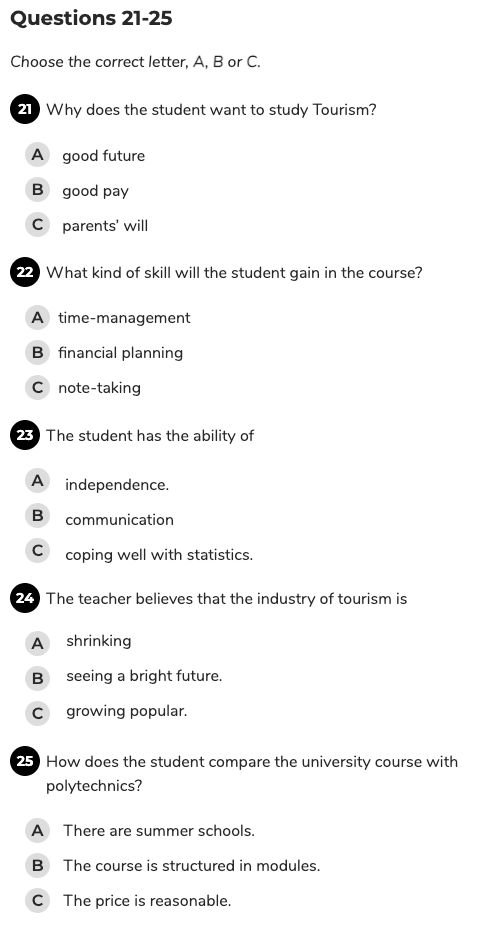 Questions 21-25
Choose the correct letter, A, B or C.
21 Why does the student want to study Tourism?
A good future
B good pay
C parents’ will
22 What kind of skill will the student gain in the course?
A time-management
B financial planning
C note-taking
23 The student has the ability of
A independence.
B communication
C coping well with statistics.
24 The teacher believes that the industry of tourism is
A shrinking
B seeing a bright future.
C growing popular.
25 How does the student compare the university course with
polytechnics?
A There are summer schools.
B The course is structured in modules.
C The price is reasonable.